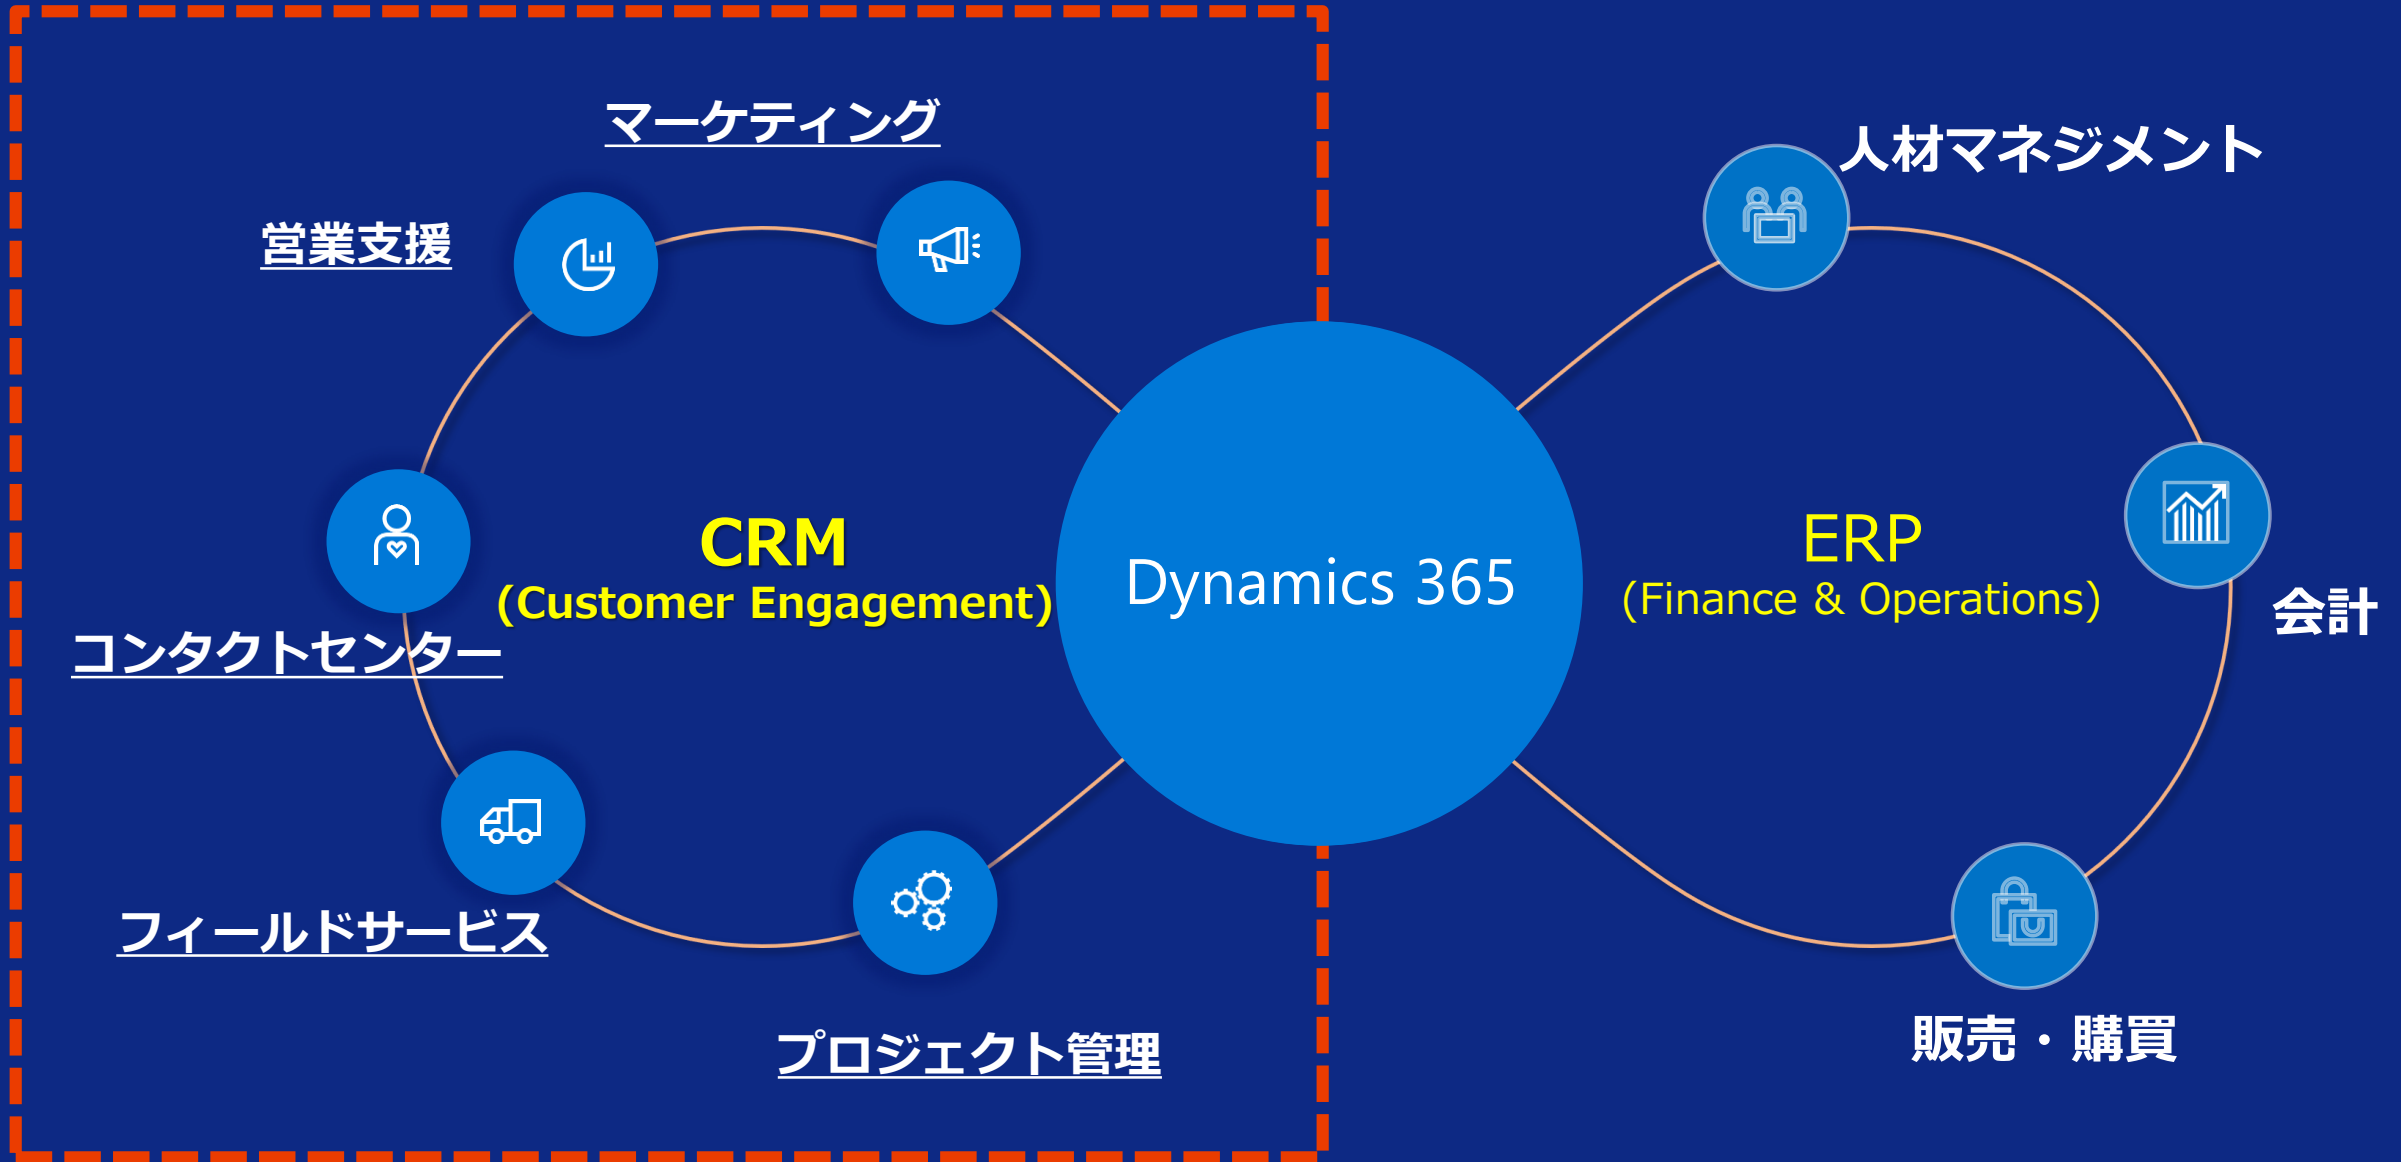 マーケティング
営業支援
コンタクトセンター
フィールドサービス
プロジェクト管理
CRM
(Customer Engagement)
Dynamics 365
ERP
(Finance & Operations)
人材マネジメント
会計
販売・購買